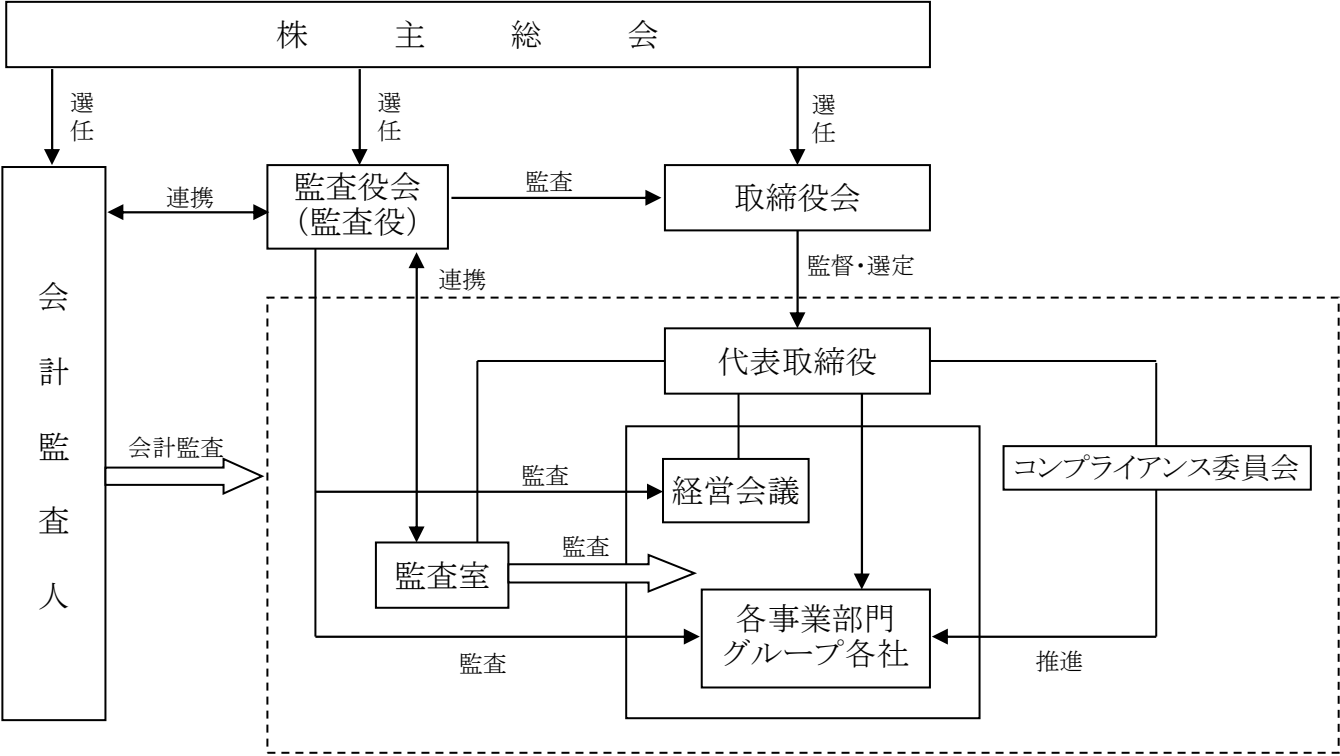 株主総会
選任
選任
選任
監査役会
（監査役）
取締役会
連携
監査
監督・選定
連携
会計監査人
代表取締役
会計監査
コンプライアンス委員会
監査
経営会議
監査
監査室
各事業部門
グループ各社
監査
推進